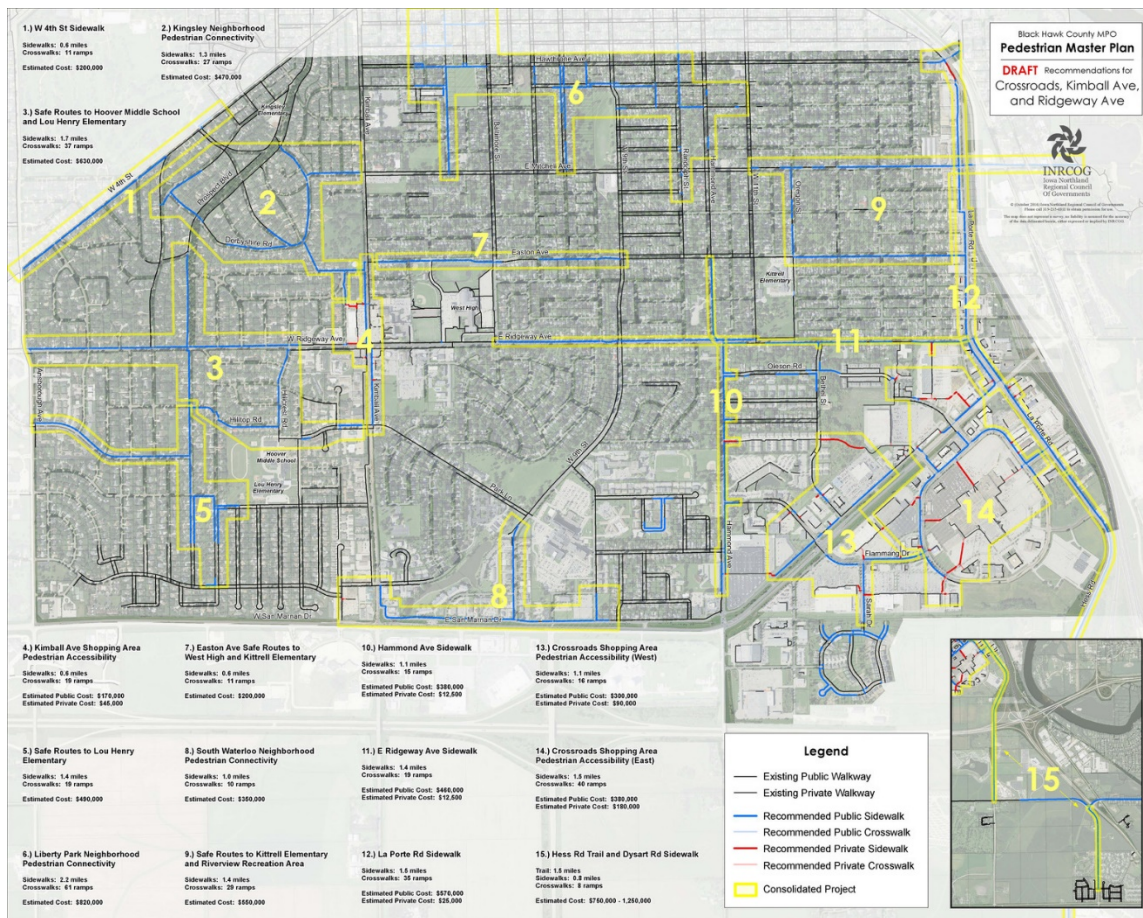 1.) W 4th St Sidewalk
Sidewalks: 0.6 miles
Crosswalks: 11 ramps
Estimated Cost: $200,000
2.) Kingsley Neighborhood
Pedestrian Connectivity
Sidewalks: 1.3 miles
Crosswalks: 27 ramps
Estimated Cost: $470,000
3.) Safe Routes to Hoover Middle School
and Lou Henry Elementary
Sidewalks: 1.7 miles
Crosswalks: 37 ramps
Estimated Cost: $630,000
Black Hawk County MPO
Pedestrian Master Plan
DRAFT Recommendations for
Crossroads, Kimball Ave,
and Ridgeway Ave
INRCOG
Iowa Northland
Regional Council
Of Governments
Hawthorne Ave
Kingsley
Elementary
Kimball Ave
Baltimore St
E Mitchell Ave
W 4th St
Prospect Blvd
Derbyshire Rd
Easton Ave
West High
Kittrell
Elementary
La Porte Rd
W Ridgeway Ave
E Ridgeway Ave
Hillcrest Rd
Hilltop Rd
Kimball Ave
Hoover
Middle School
Lou Henry
Elementary
Park Ln
W 9th St
Oleson Rd
Bethel St
La Porte Rd
Hammond Ave
Flammang Dr
Sarah Dr
Hess Rd
W San Marnan Dr
E San Marnan Dr
1
2
3
4
5
6
7
8
9
10
11
12
13
14
15
4.) Kimball Ave Shopping Area
Pedestrian Accessibility
Sidewalks: 0.6 miles
Crosswalks: 19 ramps
Estimated Public Cost: $170,000
Estimated Private Cost: $45,000
7.) Easton Ave Safe Routes to
West High and Kittrell Elementary
Sidewalks: 0.6 miles
Crosswalks: 11 ramps
Estimated Cost: $200,000
10.) Hammond Ave Sidewalk
Sidewalks: 1.1 miles
Crosswalks: 15 ramps
Estimated Public Cost: $380,000
Estimated Private Cost: $12,500
13.) Crossroads Shopping Area
Pedestrian Accessibility (West)
Sidewalks: 1.1 miles
Crosswalks: 16 ramps
Estimated Public Cost: $300,000
Estimated Private Cost: $90,000
5.) Safe Routes to Lou Henry
Elementary
Sidewalks: 1.4 miles
Crosswalks: 19 ramps
Estimated Cost: $490,000
8.) South Waterloo Neighborhood
Pedestrian Connectivity
Sidewalks: 1.0 miles
Crosswalks: 10 ramps
Estimated Cost: $350,000
11.) E Ridgeway Ave Sidewalk
Sidewalks: 1.4 miles
Crosswalks: 19 ramps
Estimated Public Cost: $460,000
Estimated Private Cost: $12,500
14.) Crossroads Shopping Area
Pedestrian Accessibility (East)
Sidewalks: 1.5 miles
Crosswalks: 40 ramps
Estimated Public Cost: $380,000
Estimated Private Cost: $180,000
6.) Liberty Park Neighborhood
Pedestrian Connectivity
Sidewalks: 2.2 miles
Crosswalks: 61 ramps
Estimated Cost: $820,000
9.) Safe Routes to Kittrell Elementary
and Riverview Recreation Area
Sidewalks: 1.4 miles
Crosswalks: 29 ramps
Estimated Cost: $550,000
12.) La Porte Rd Sidewalk
Sidewalks: 1.6 miles
Crosswalks: 35 ramps
Estimated Public Cost: $570,000
Estimated Private Cost: $25,000
15.) Hess Rd Trail and Dysart Rd Sidewalk
Trail: 1.5 miles
Sidewalks: 0.8 miles
Crosswalks: 8 ramps
Estimated Cost: $750,000 - 1,250,000
Legend
Existing Public Walkway
Existing Private Walkway
Recommended Public Sidewalk
Recommended Public Crosswalk
Recommended Private Sidewalk
Recommended Private Crosswalk
Consolidated Project